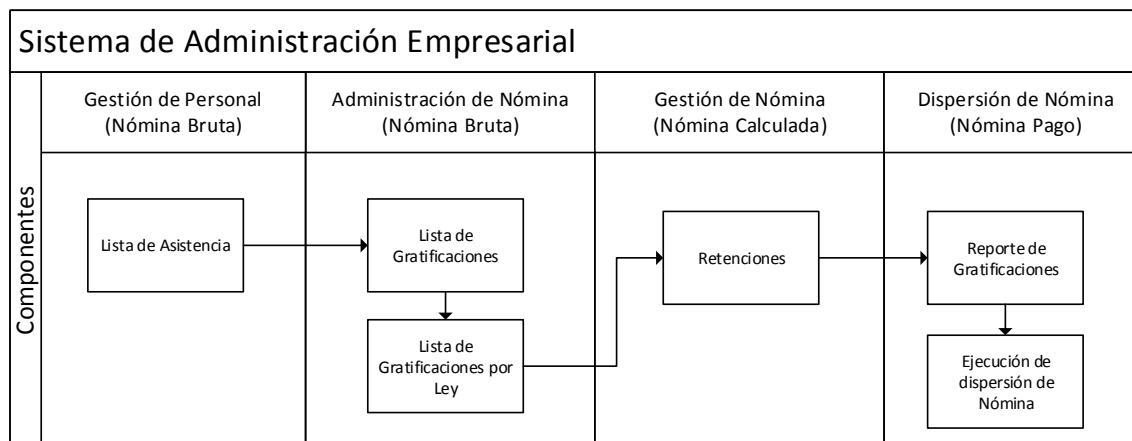 Sistema de Administración Empresarial
Componentes
Gestión de Personal
(Nómina Bruta)
Administración de Nómina
(Nómina Bruta)
Gestión de Nómina
(Nómina Calculada)
Dispersión de Nómina
(Nómina Pago)
Lista de Asistencia
Lista de
Gratificaciones
Lista de
Gratificaciones por
Ley
Retenciones
Reporte de
Gratificaciones
Ejecución de
dispersión de
Nómina